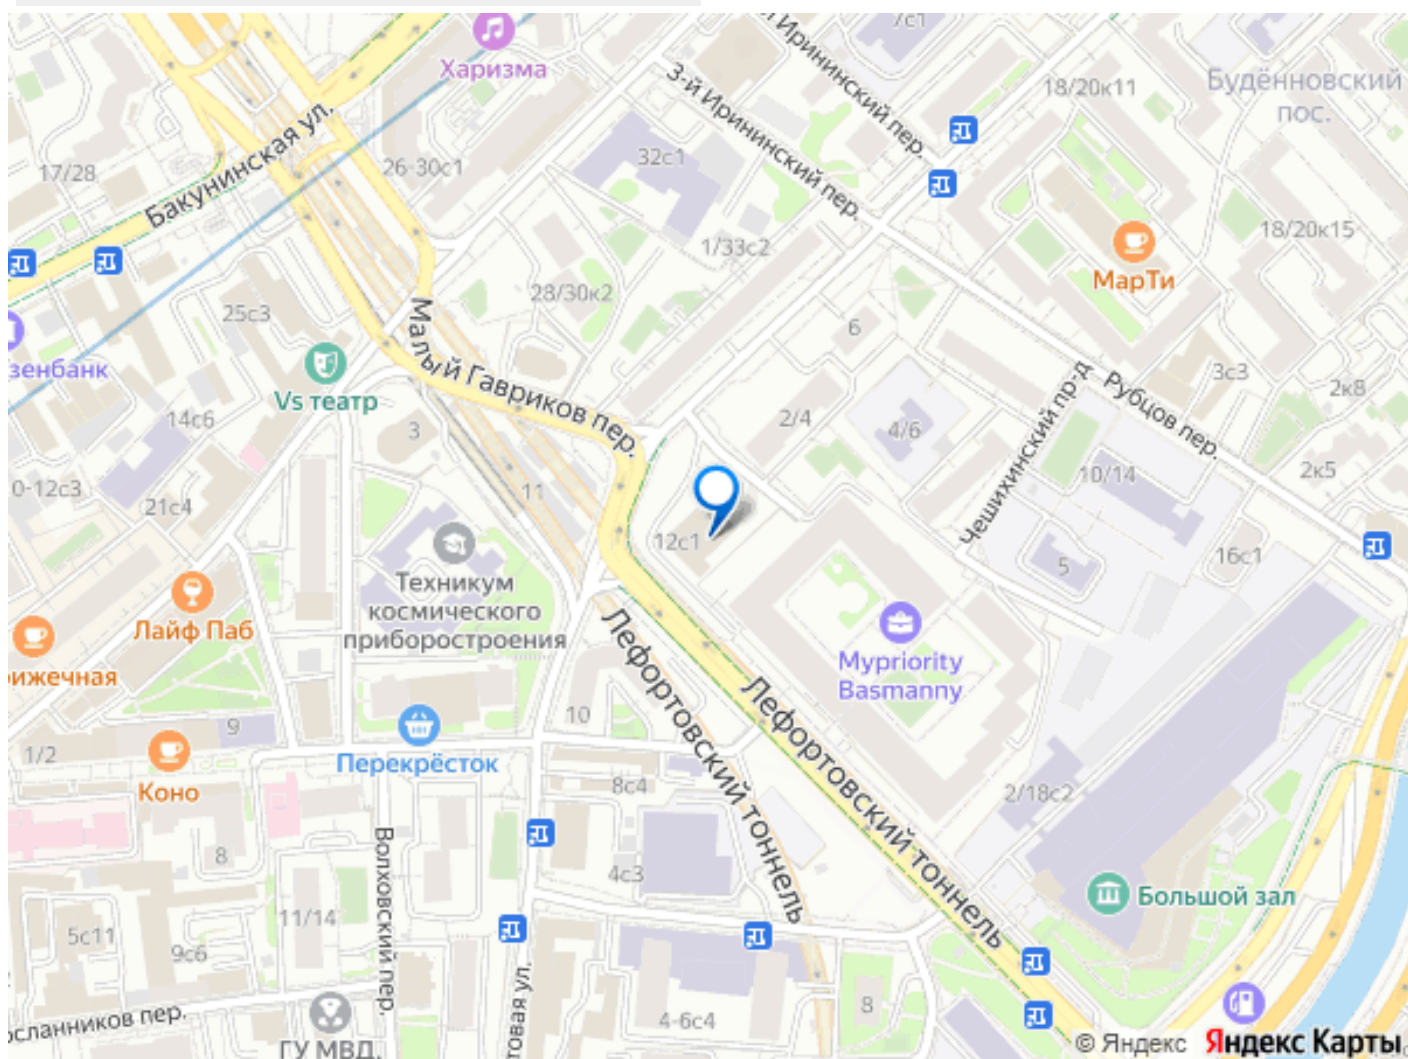 Харизма
7с1
й Ирининский пер.
3-й Ирининский пер.
18/20к11
Будённовский
пос.
17/28
Бакунинская ул.
26-30с1
32с1
1/33с2
18/20к15
МарТи
28/30к2
25с3
Малый Гавриков пер.
6
зенбанк
Vs театр
3с3
2к8
Рубцов пер.
Чешихинский пр-д
14с6
3
2/4
4/6
10/14
2к5
0-12с3
21с4
11
12с1
5
16с1
Техникум
космического
приборостроения
Лайф Паб
Mypriority
Basmanny
рижечная
Лефортовский тоннель
Лефортовский тоннель
9
10
1/2
Перекрёсток
Коно
8с4
2/18с2
Волховский пер.
8
4с3
Большой зал
11/14
5с11
9с6
товая ул.
осланников пер.
ГУ МВД,
4-6с4
8
© Яндекс Яндекс Карты